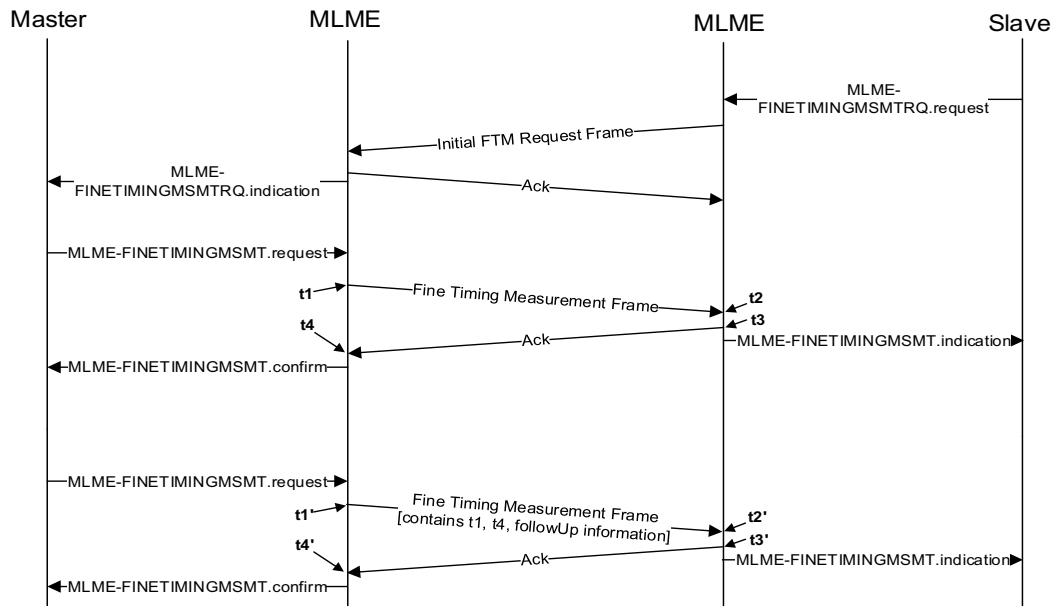 Master
MLME
MLME
Slave
MLME-
FINETIMINGMSMTRQ.request
Initial FTM Request Frame
MLME-
FINETIMINGMSMTRQ.indication
Ack
MLME-FINETIMINGMSMT.request
t1
Fine Timing Measurement Frame
t2
t3
t4
Ack
MLME-FINETIMINGMSMT.indication
MLME-FINETIMINGMSMT.confirm
MLME-FINETIMINGMSMT.request
t1'
Fine Timing Measurement Frame
[contains t1, t4, followUp information]
t2'
t3'
t4'
Ack
MLME-FINETIMINGMSMT.indication
MLME-FINETIMINGMSMT.confirm